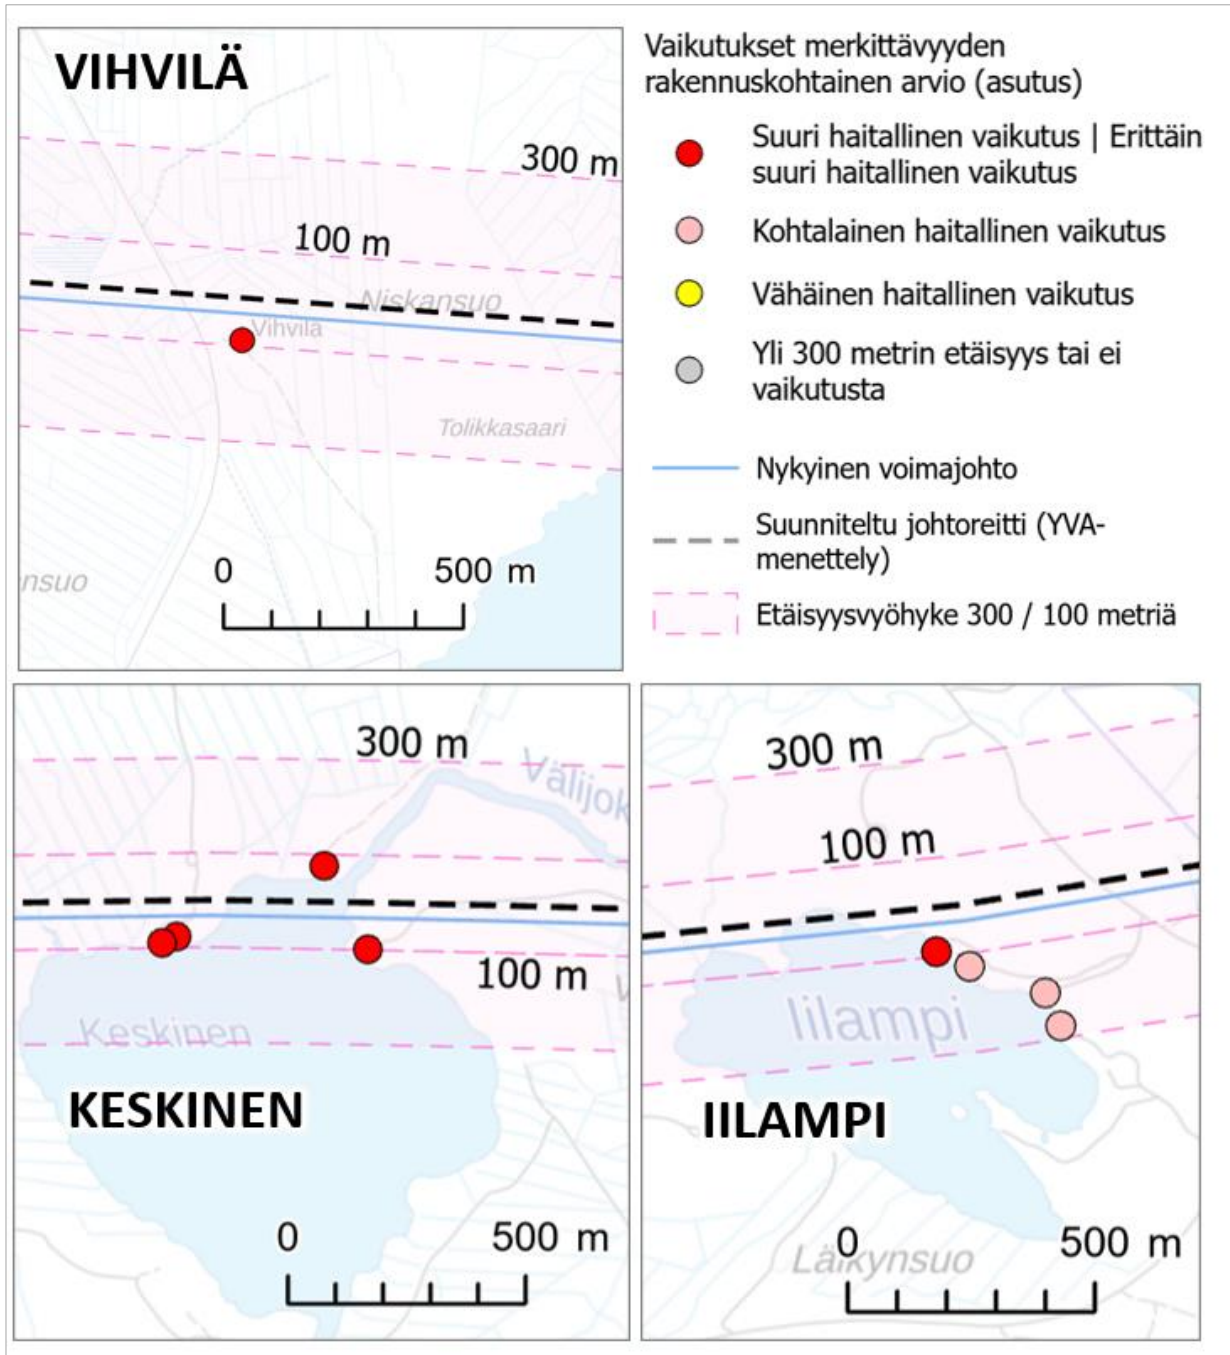 VIHVILÄ
300 m
100 m
Niskansuo
Vihvilä
Tolikkasaari
nsuo
0 500 m
Vaikutukset merkittävyyden
rakennuskohtainen arvio (asutus)
Suuri haitallinen vaikutus | Erittäin
suuri haitallinen vaikutus
Kohtalainen haitallinen vaikutus
Vähäinen haitallinen vaikutus
Yli 300 metrin etäisyys tai ei
vaikutusta
Nykyinen voimajohto
Suunniteltu johtoreitti (YVA-
menettely)
Etäisyysvyöhyke 300 / 100 metriä
300 m
Välijok
100 m
V
Keskinen
KESKINEN
0 500 m
300 m
100 m
Iilampi
IILAMPI
0 500 m
Läikynsuo